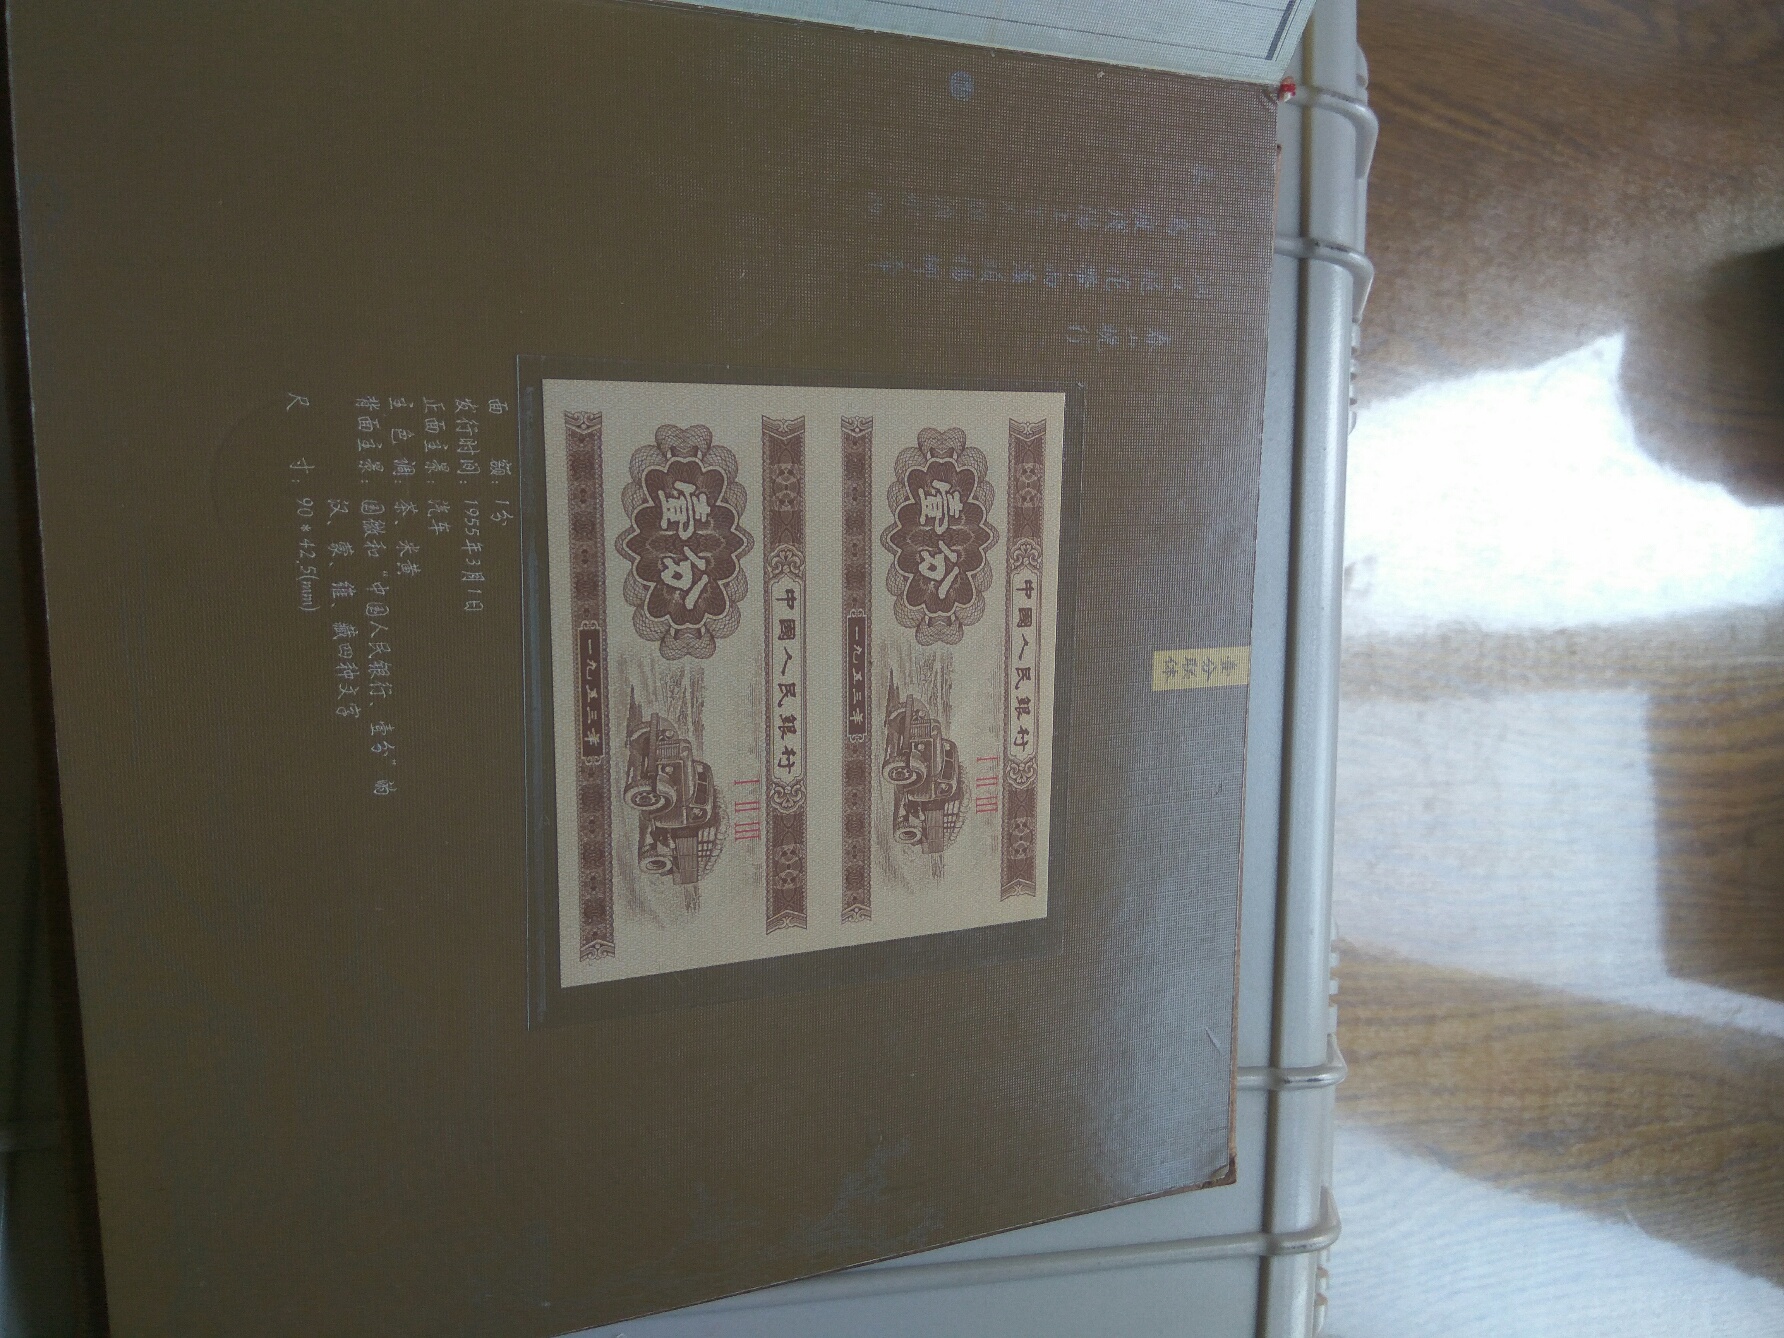 壹分联体
中國人民銀行
壹分
I II III
一九五三年
中國人民銀行
壹分
I II III
一九五三年
面 额：1分
发行时间：1955年3月1日
正面主景：汽车
主色调：茶、米黄
背面主景：国徽和“中国人民银行、壹分”的
汉、蒙、维、藏四种文字
尺 寸：90*42.5(mm)